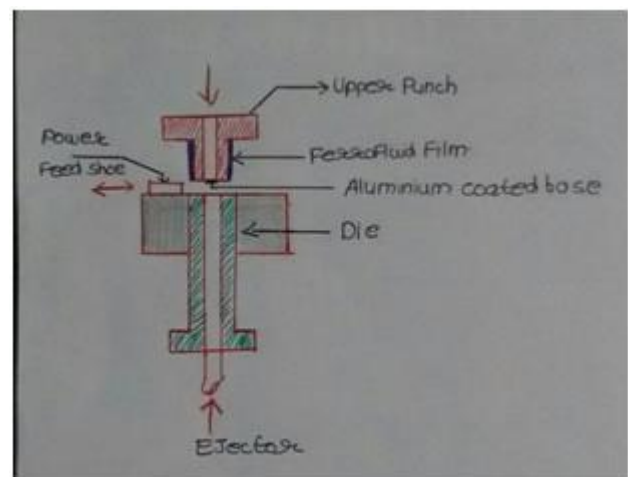 Upper Punch
Power
Feed shoe
Ferrofluid Film
Aluminium coated base
Die
Ejector